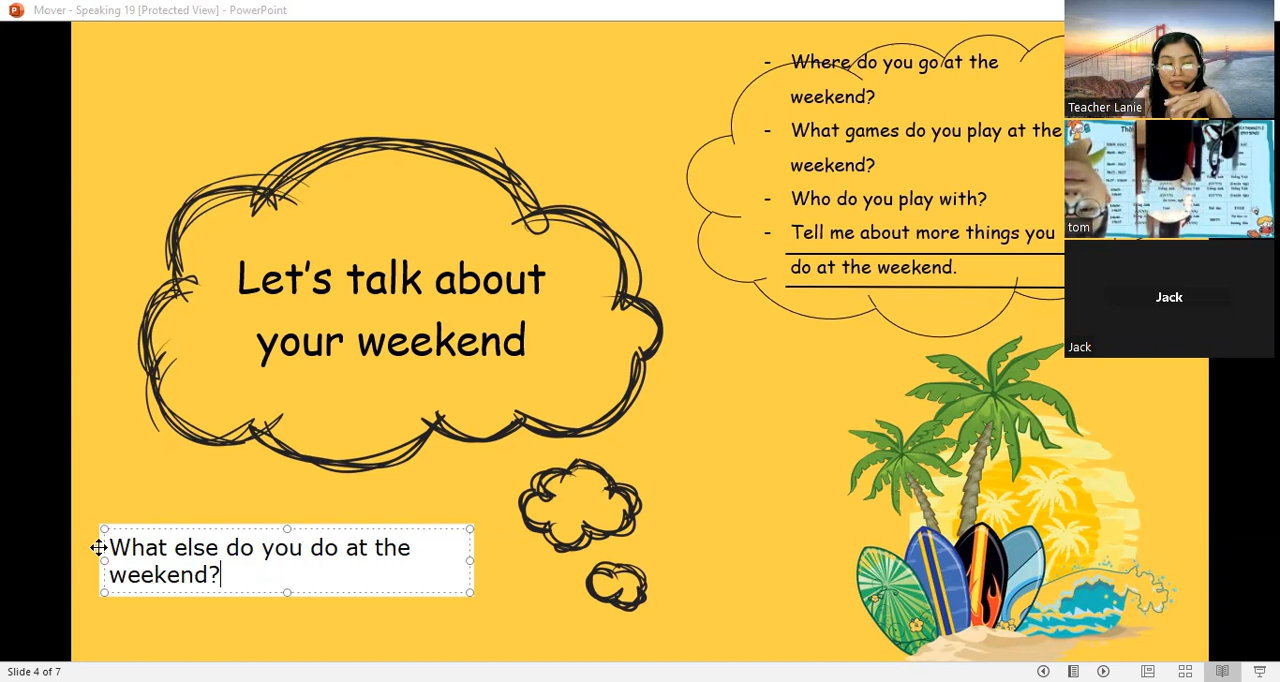 Mover - Speaking 19 [Protected View] - PowerPoint
- Where do you go at the
weekend?
- What games do you play at the
weekend?
- Who do you play with?
- Tell me about more things you
do at the weekend.
Let's talk about
your weekend
What else do you do at the
weekend?
Teacher Lanie
tom
Jack
Jack
Slide 4 of 7